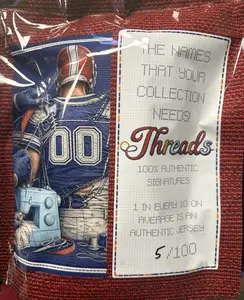 THE NAMES
THAT YOUR
COLLECTION
NEEDS!
00
Threads
100% AUTHENTIC
SIGNATURES
1 IN EVERY 10 ON
AVERAGE IS AN
AUTHENTIC JERSEY
5/100